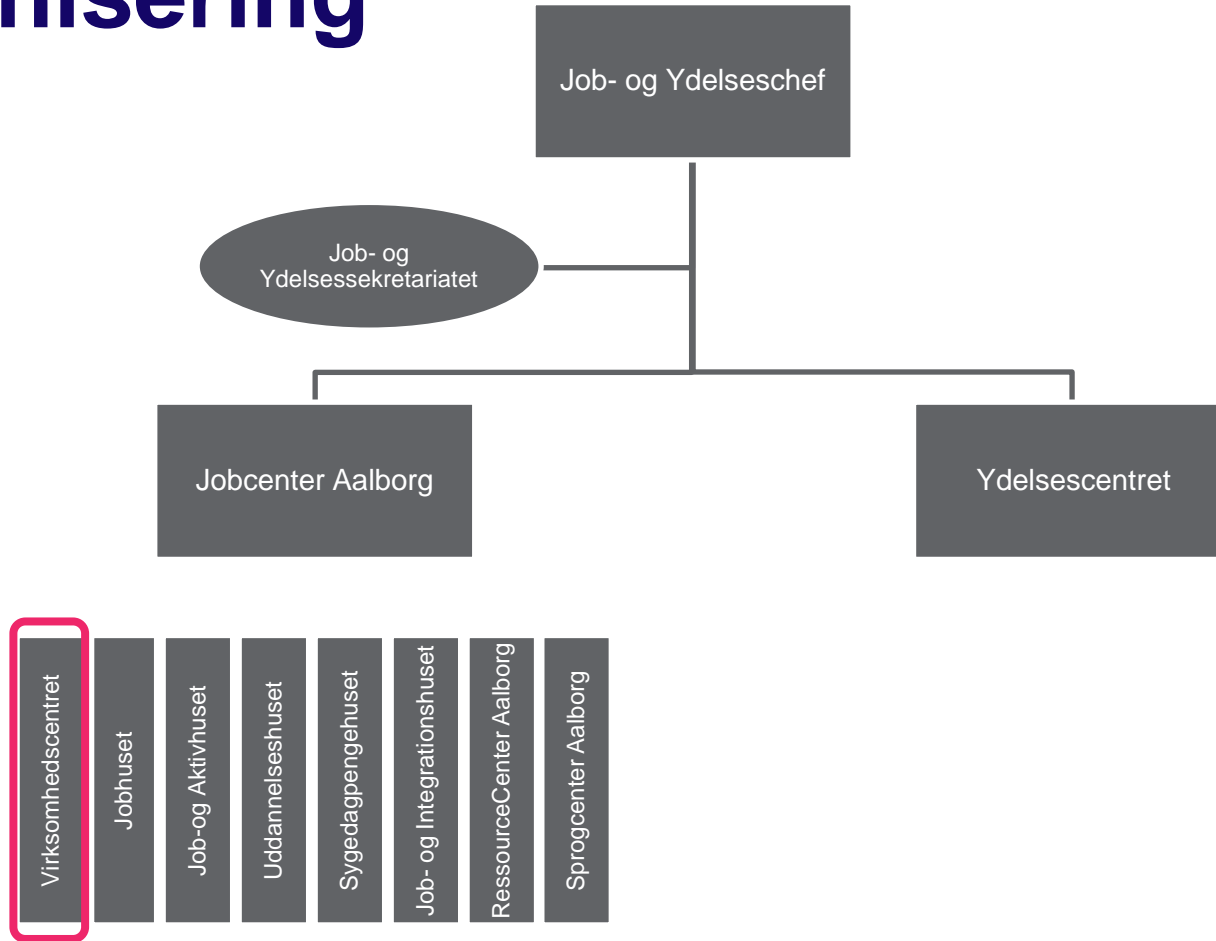 nisering
Job- og Ydelseschef
Job- og
Ydelsessekretariatet
Jobcenter Aalborg
Ydelsescentret
Virksomhedscentret
Jobhuset
Job-og Aktivhuset
Uddannelseshuset
Sygedagpengehuset
Job- og Integrationshuset
RessourceCenter Aalborg
Sprogcenter Aalborg